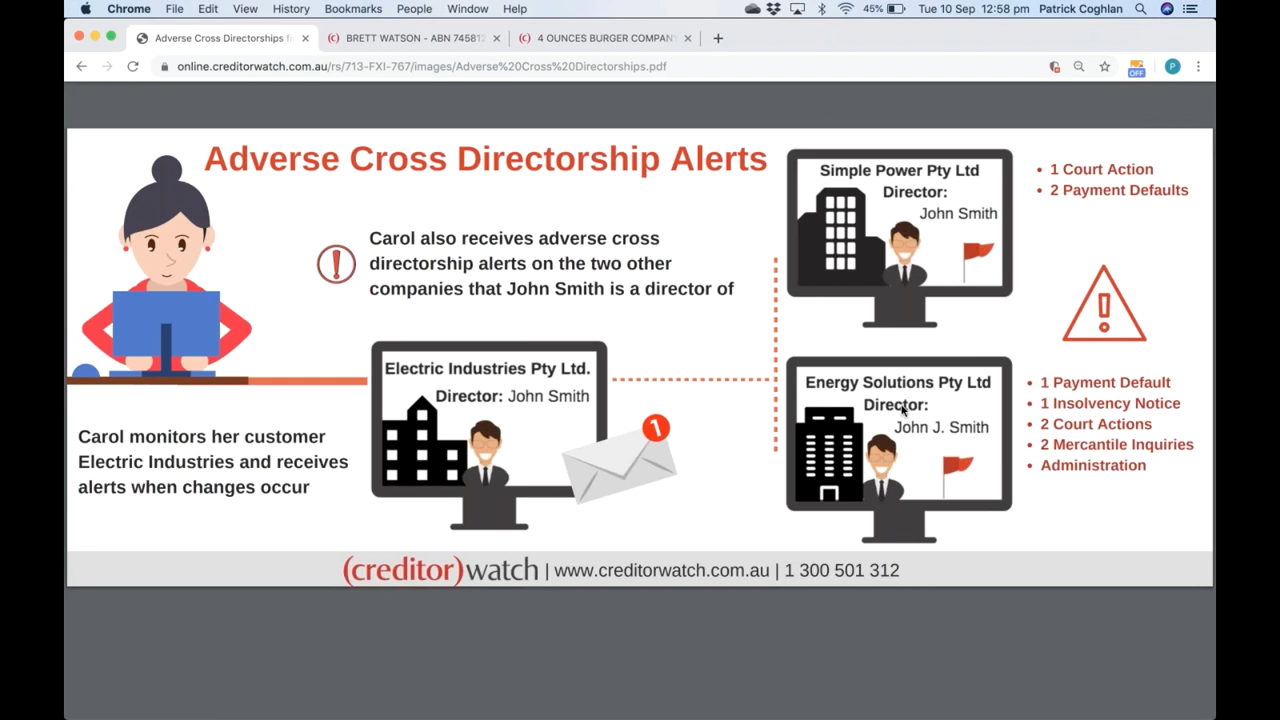 Chrome File Edit View History Bookmarks People Window Help 45% Tue 10 Sep 12:58 pm Patrick Coghlan
Adverse Cross Directorships f
(c) BRETT WATSON - ABN 74581
(c) 4 OUNCES BURGER COMPAN
online.creditorwatch.com.au/rs/713-FXI-767/images/Adverse%20Cross%20Directorships.pdf
OFF
P
Adverse Cross Directorship Alerts
Carol also receives adverse cross
directorship alerts on the two other
companies that John Smith is a director of
Simple Power Pty Ltd
Director:
John Smith
• 1 Court Action
• 2 Payment Defaults
Electric Industries Pty Ltd.
Director: John Smith
1
Energy Solutions Pty Ltd
Director:
John J. Smith
• 1 Payment Default
• 1 Insolvency Notice
• 2 Court Actions
• 2 Mercantile Inquiries
• Administration
Carol monitors her customer
Electric Industries and receives
alerts when changes occur
(creditor)watch | www.creditorwatch.com.au | 1 300 501 312